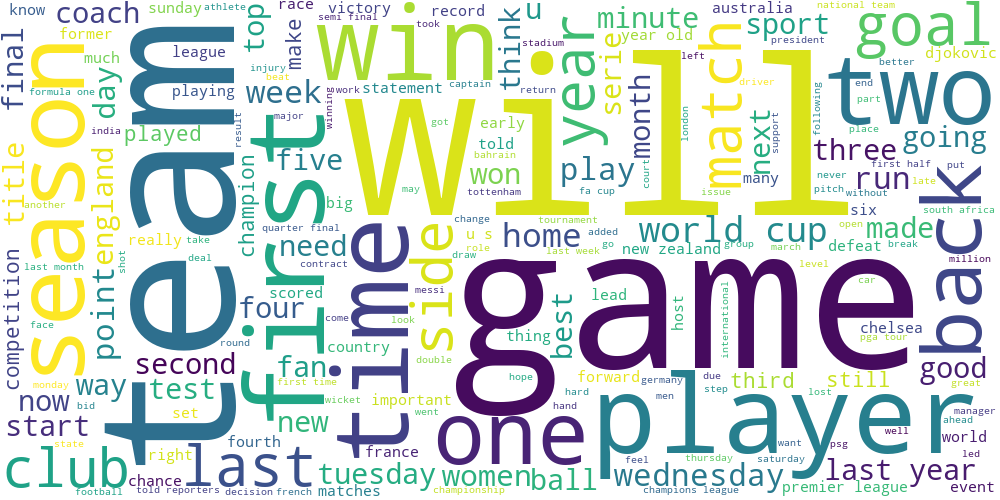 know
coach
sunday
athlete
race
semi final
victory
took
record
u
year old
australia
national team
final
former
top
make
win
think
minute
sport
president
goal
much
league
stadium
serie
left
djokovic
season
day
injury
beat
winning
work
statement
captain
return
year
month
match
driver
better
formula one
playing
week
two
end
part
team
result
major
first
will
got
early
told
next
london
support
following
place
going
india
played
five
bahrain
won
play
court
many
three
first half
put
title
england
champion
big
may
tottenham
fa cup
issue
never
pitch
without
run
late
back
another
point
really
take
quarter final
time
side
change
u s
role
draw
tournament
home
added
go
last week
world cup
new zealand
group
march
six
open
made
south africa
defeat
break
competition
last month
shot
deal
need
contract
messi
game
level
million
scored
come
look
best
lead
host
international
car
face
four
round
country
double
thing
chelsea
pga tour
monday
second
fan
first time
hope
forward
germany
due
step
third
still
good
great
now
way
bid
test
set
new
wicket
important
went
hard
hand
men
player
lost
manager
ahead
start
state
right
fourth
france
one
feel
want
well
world
led
club
chance
last
tuesday
women
ball
wednesday
thursday
saturday
psg
last year
football
told reporters
decision
french
matches
championship
champions league
premier league
event